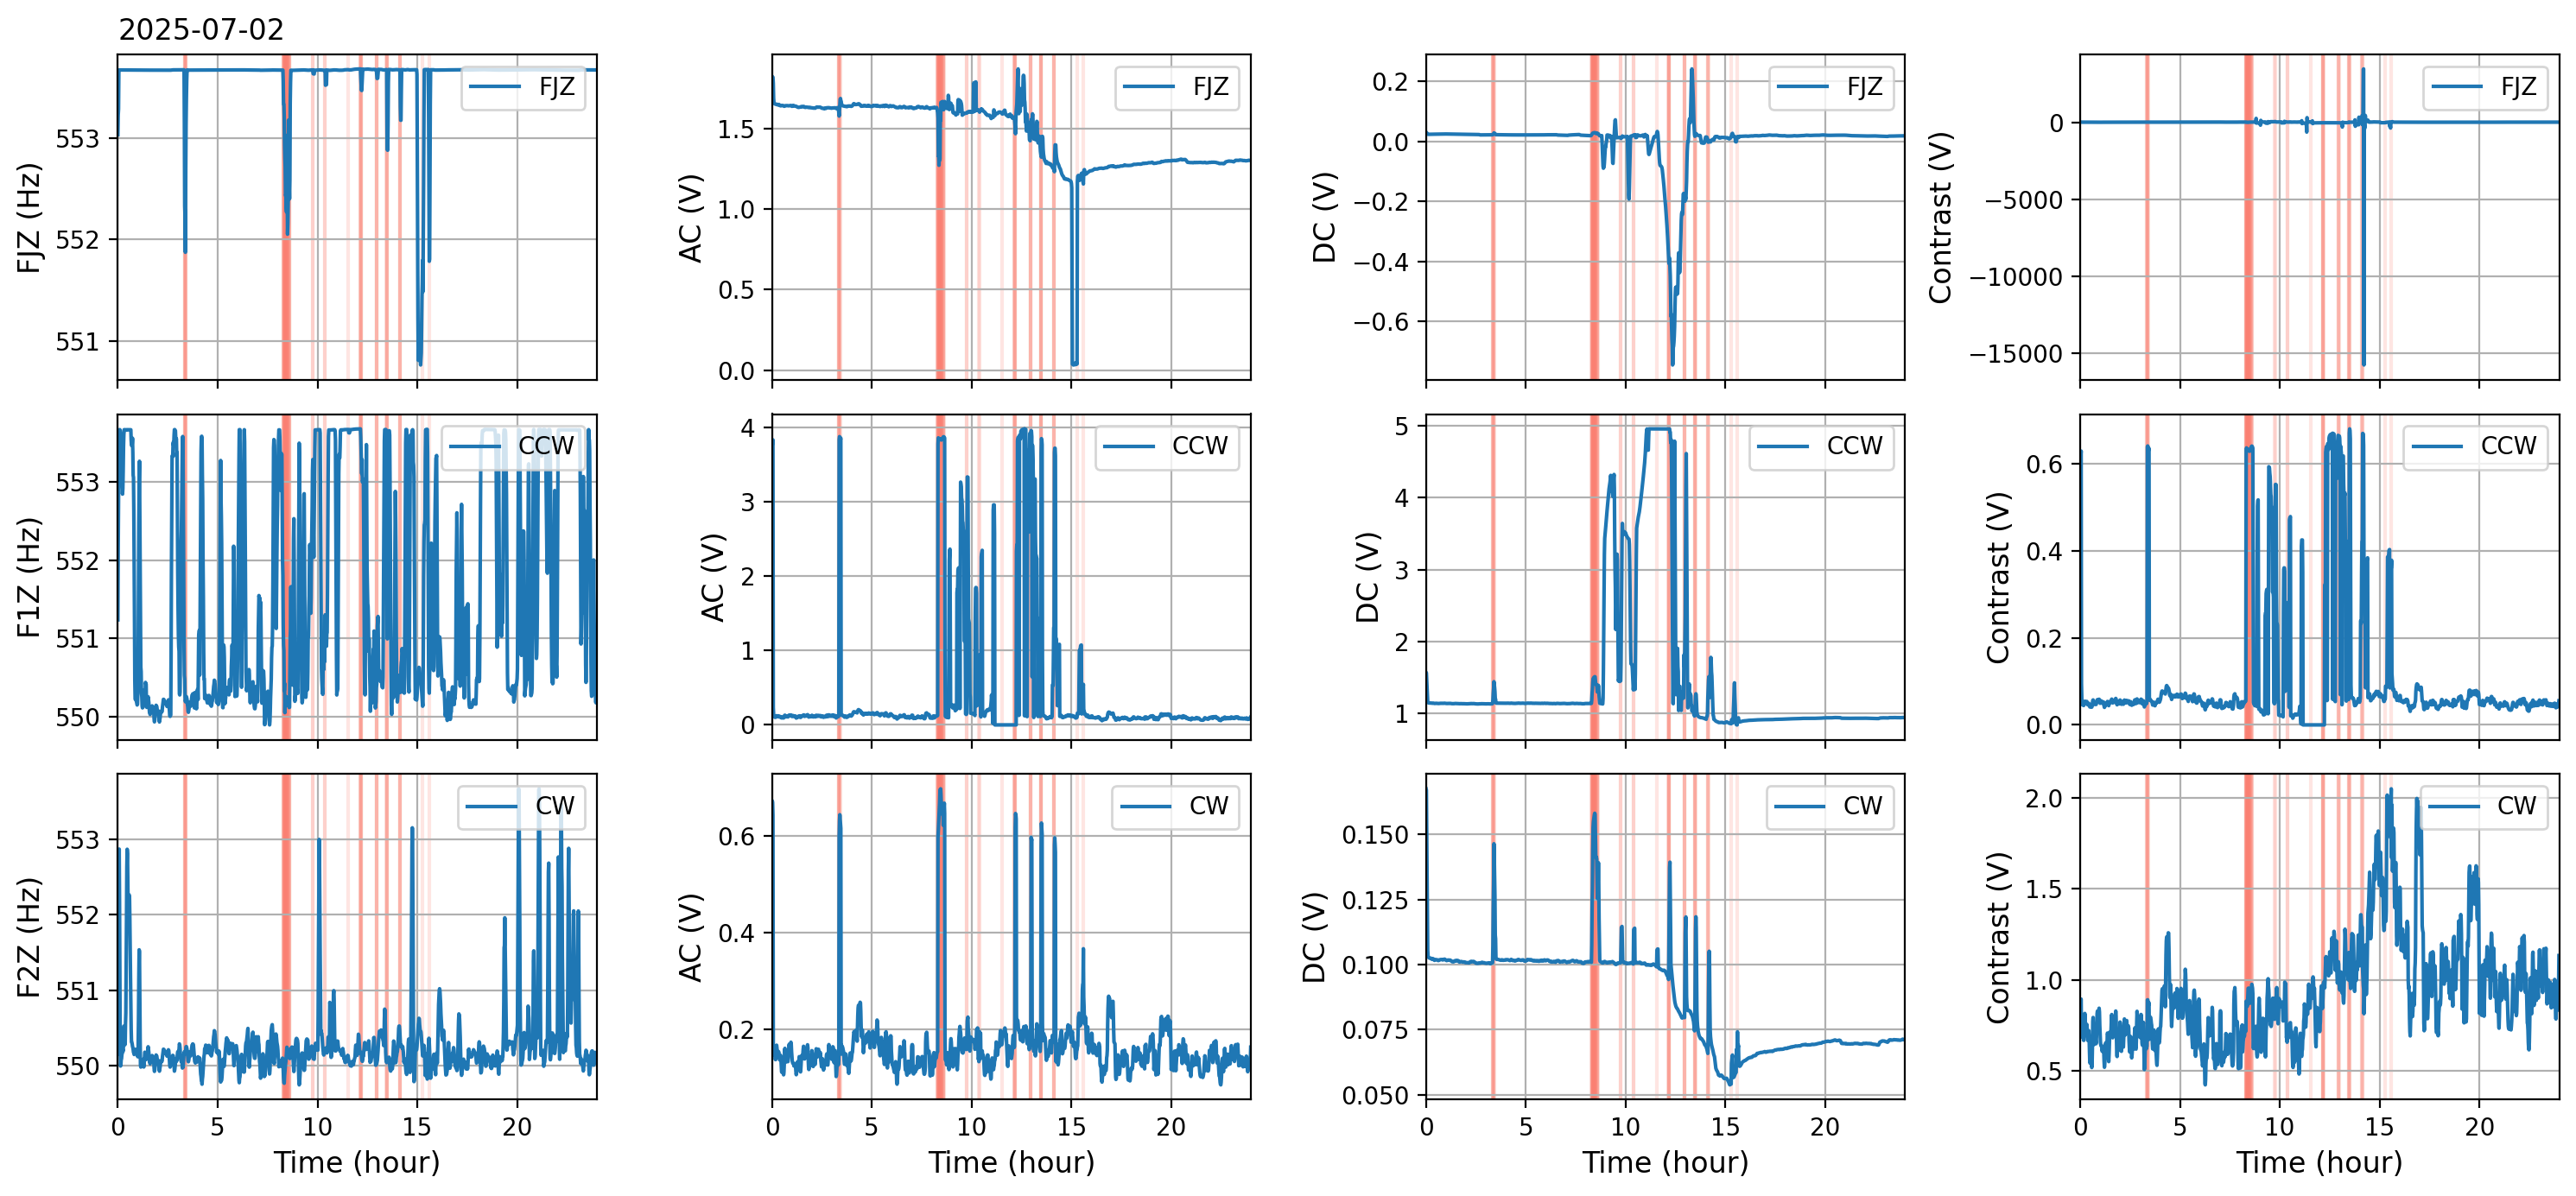 2025-07-02
FJZ (Hz)
553
552
551
FJZ
AC (V)
1.5
1.0
0.5
0.0
FJZ
DC (V)
0.2
0.0
−0.2
−0.4
−0.6
FJZ
Contrast (V)
0
−5000
−10000
−15000
FJZ
F1Z (Hz)
553
552
551
550
CCW
AC (V)
4
3
2
1
0
CCW
DC (V)
5
4
3
2
1
CCW
Contrast (V)
0.6
0.4
0.2
0.0
CCW
F2Z (Hz)
553
552
551
550
CW
0 5 10 15 20
Time (hour)
AC (V)
0.6
0.4
0.2
CW
0 5 10 15 20
Time (hour)
DC (V)
0.150
0.125
0.100
0.075
0.050
CW
0 5 10 15 20
Time (hour)
Contrast (V)
2.0
1.5
1.0
0.5
CW
0 5 10 15 20
Time (hour)